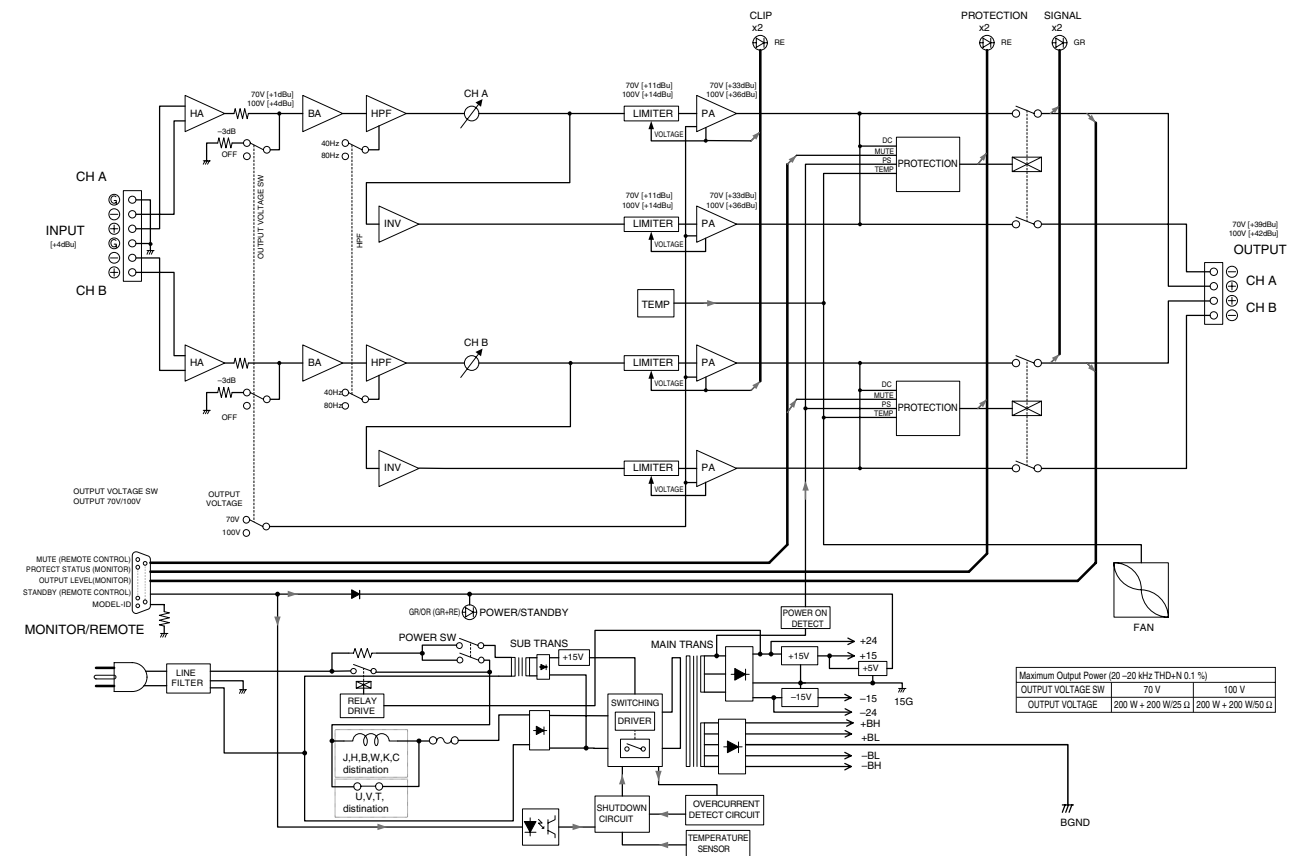 CLIP
x2
RE
PROTECTION
x2
RE
SIGNAL
x2
GR
CH A
70V [+1dBu]
100V [+4dBu]
70V [+11dBu]
100V [+14dBu]
70V [+33dBu]
100V [+36dBu]
HA
BA
HPF
LIMITER
PA
VOLTAGE
–3dB
OFF
40Hz
80Hz
DC
MUTE
PS
TEMP
PROTECTION
CH A
G
INPUT
[+4dBu]
G
CH B
OUTPUT VOLTAGE SW
HPF
INV
70V [+11dBu]
100V [+14dBu]
70V [+33dBu]
100V [+36dBu]
LIMITER
PA
VOLTAGE
70V [+39dBu]
100V [+42dBu]
OUTPUT
CH A
CH B
TEMP
CH B
HA
BA
HPF
LIMITER
PA
VOLTAGE
–3dB
OFF
40Hz
80Hz
DC
MUTE
PS
TEMP
PROTECTION
INV
LIMITER
PA
VOLTAGE
OUTPUT VOLTAGE SW
OUTPUT 70V/100V
OUTPUT
VOLTAGE
70V
100V
MUTE (REMOTE CONTROL)
PROTECT STATUS (MONITOR)
OUTPUT LEVEL(MONITOR)
STANDBY (REMOTE CONTROL)
MODEL-ID
MONITOR/REMOTE
GR/OR (GR+RE)
POWER/STANDBY
FAN
POWER ON
DETECT
POWER SW
SUB TRANS
MAIN TRANS
+15V
+15V
–15V
+5V
+24
+15
–15
–24
15G
+BH
+BL
–BL
–BH
LINE
FILTER
RELAY
DRIVE
SWITCHING
DRIVER
J,H,B,W,K,C
distination
U,V,T,
distination
SHUTDOWN
CIRCUIT
OVERCURRENT
DETECT CIRCUIT
TEMPERATURE
SENSOR
BGND
Maximum Output Power (20 –20 kHz THD+N 0.1 %)
OUTPUT VOLTAGE SW 70 V 100 V
OUTPUT VOLTAGE 200 W + 200 W/25 Ω 200 W + 200 W/50 Ω